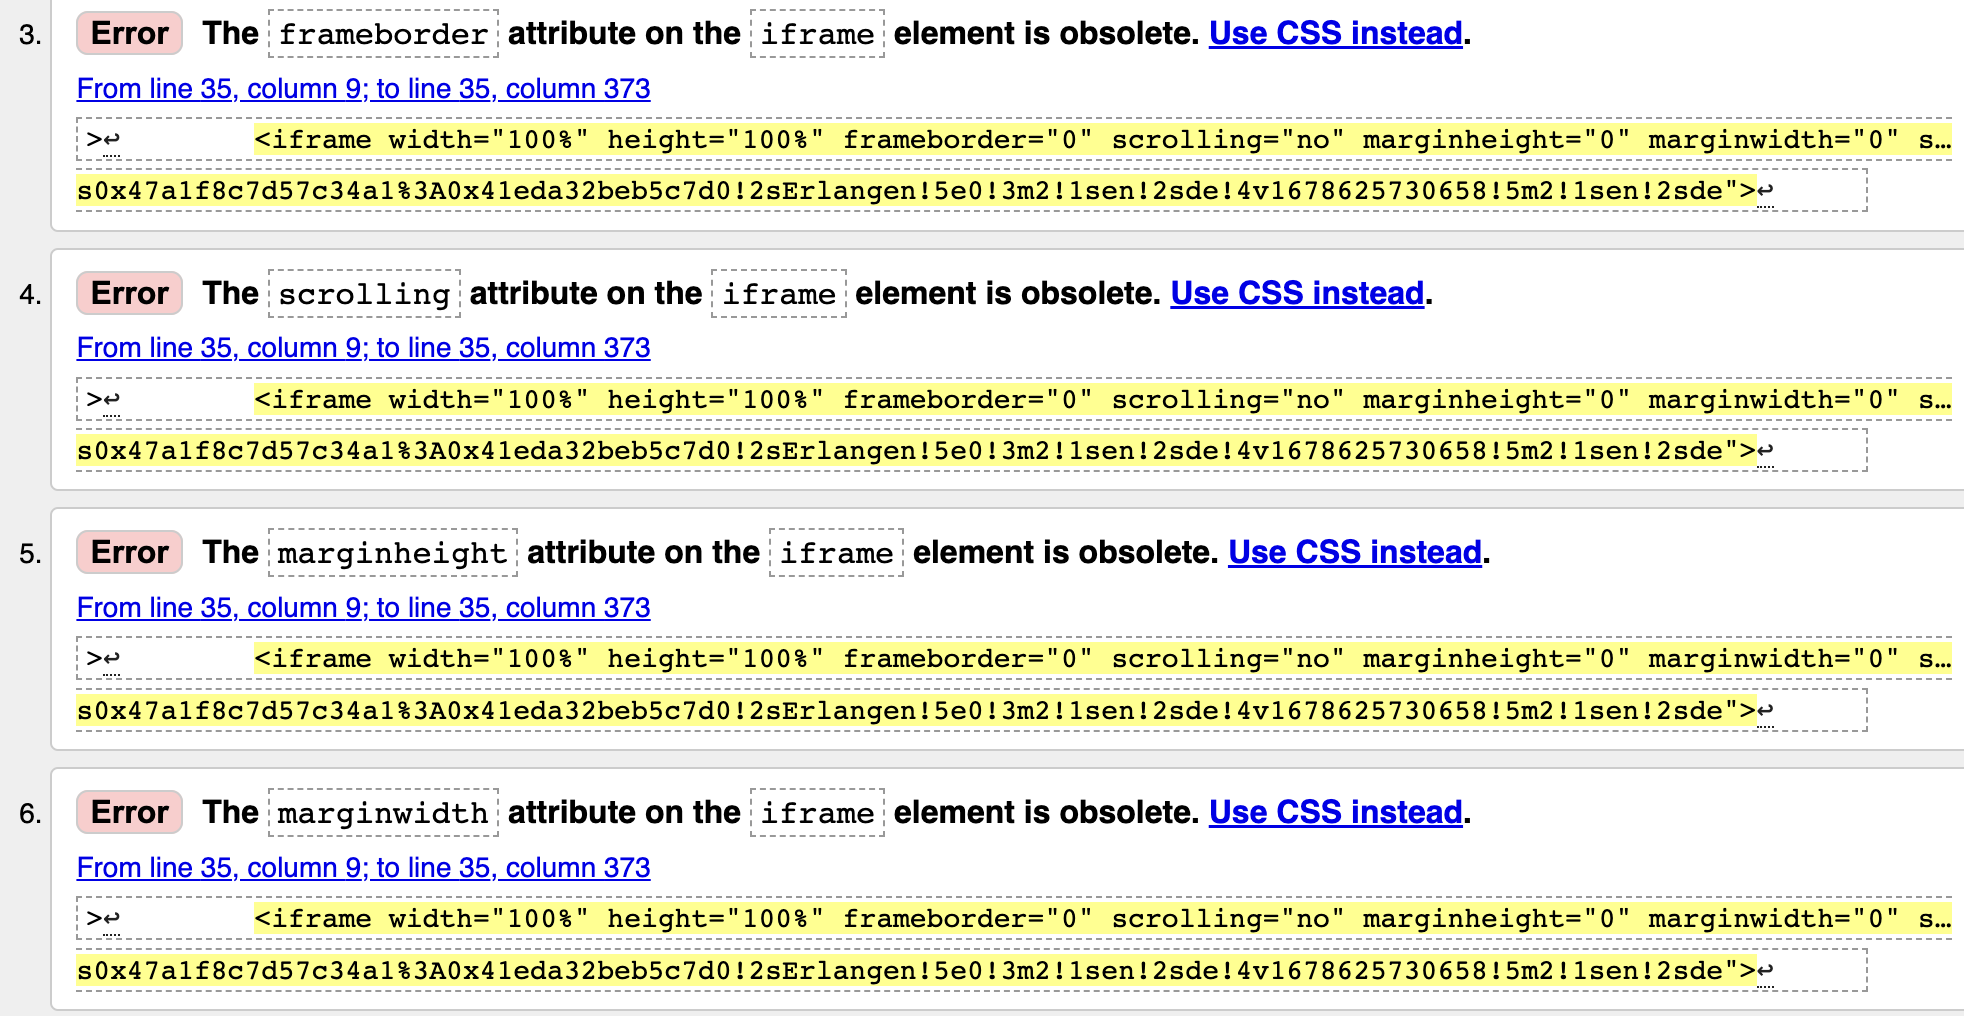 3. Error The frameborder attribute on the iframe element is obsolete. Use CSS instead.
From line 35, column 9; to line 35, column 373
>↩ <iframe width="100%" height="100%" frameborder="0" scrolling="no" marginheight="0" marginwidth="0" s…
s0x47a1f8c7d57c34a1%3A0x41eda32beb5c7d0!2sErlangen!5e0!3m2!1sen!2sde!4v1678625730658!5m2!1sen!2sde">↩
4. Error The scrolling attribute on the iframe element is obsolete. Use CSS instead.
From line 35, column 9; to line 35, column 373
>↩ <iframe width="100%" height="100%" frameborder="0" scrolling="no" marginheight="0" marginwidth="0" s…
s0x47a1f8c7d57c34a1%3A0x41eda32beb5c7d0!2sErlangen!5e0!3m2!1sen!2sde!4v1678625730658!5m2!1sen!2sde">↩
5. Error The marginheight attribute on the iframe element is obsolete. Use CSS instead.
From line 35, column 9; to line 35, column 373
>↩ <iframe width="100%" height="100%" frameborder="0" scrolling="no" marginheight="0" marginwidth="0" s…
s0x47a1f8c7d57c34a1%3A0x41eda32beb5c7d0!2sErlangen!5e0!3m2!1sen!2sde!4v1678625730658!5m2!1sen!2sde">↩
6. Error The marginwidth attribute on the iframe element is obsolete. Use CSS instead.
From line 35, column 9; to line 35, column 373
>↩ <iframe width="100%" height="100%" frameborder="0" scrolling="no" marginheight="0" marginwidth="0" s…
s0x47a1f8c7d57c34a1%3A0x41eda32beb5c7d0!2sErlangen!5e0!3m2!1sen!2sde!4v1678625730658!5m2!1sen!2sde">↩